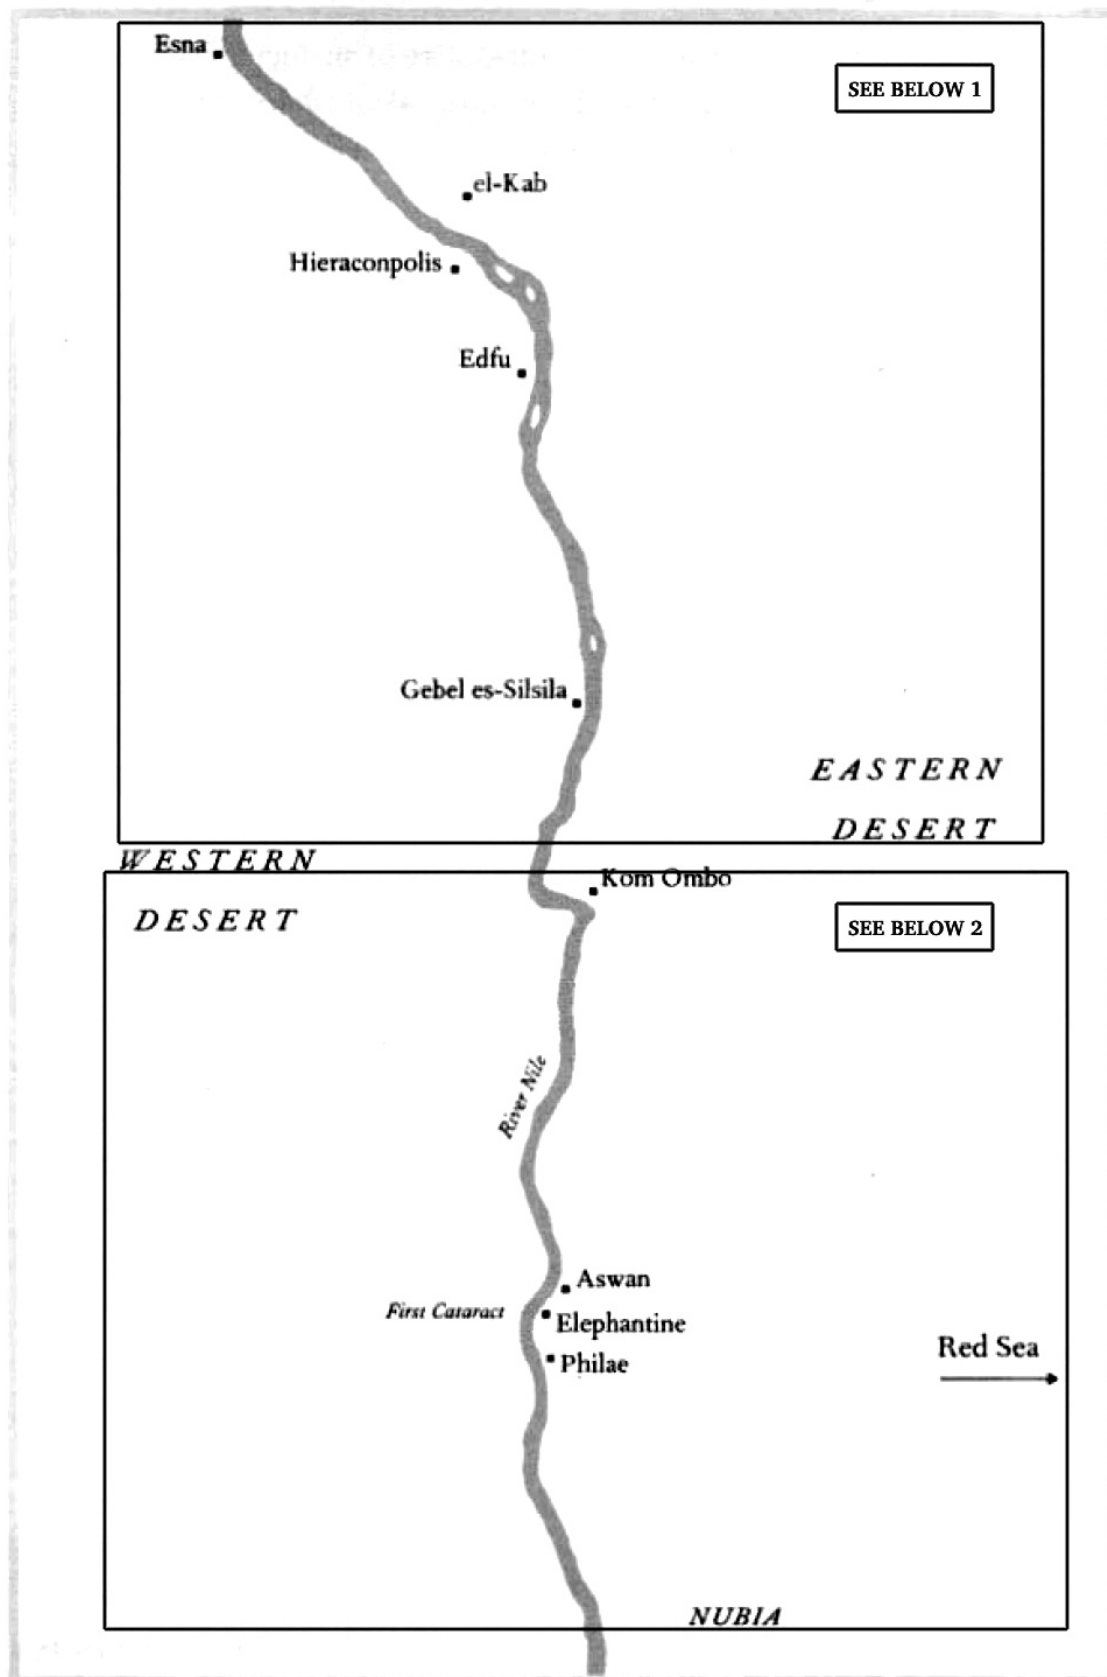 Esna
SEE BELOW 1
el-Kab
Hieraconpolis
Edfu
Gebel es-Silsila
EASTERN
DESERT
WESTERN
DESERT
Kom Ombo
SEE BELOW 2
River Nile
Aswan
First Cataract
Elephantine
Philae
Red Sea
NUBIA